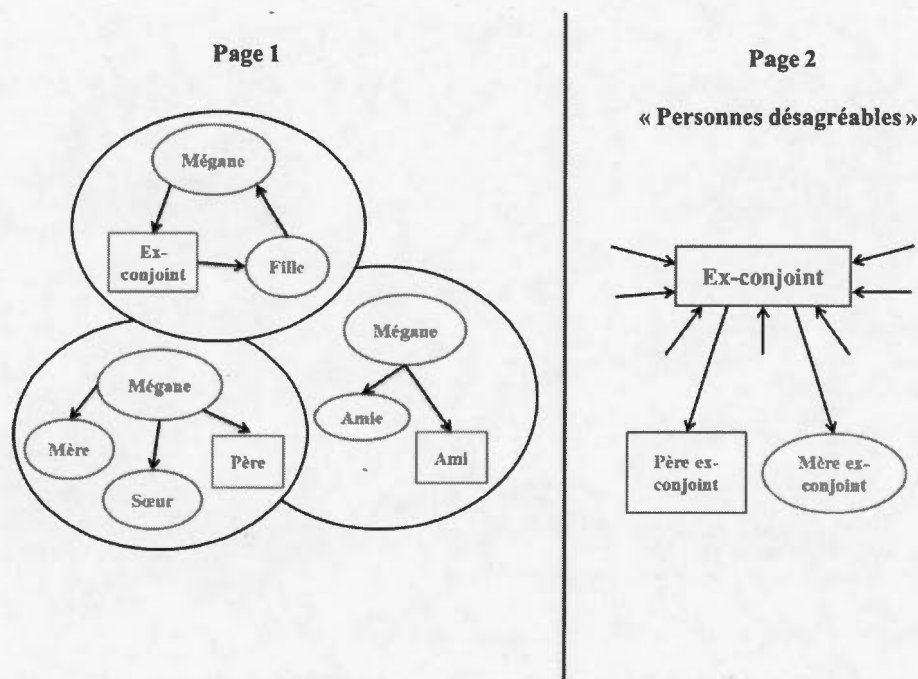 Page 1
Mégane
Ex-
conjoint
Fille
Mégane
Amie
Ami
Mégane
Mère
Sœur
Père
Page 2
« Personnes désagréables »
Ex-conjoint
Père ex-
conjoint
Mère ex-
conjoint